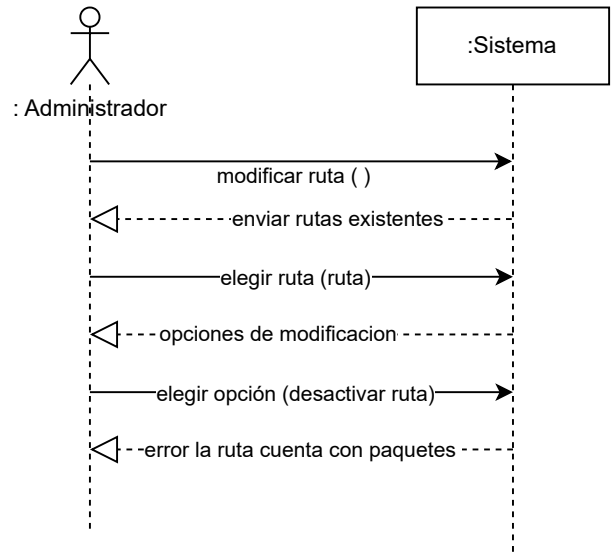 :Sistema
: Administrador
modificar ruta ( )
enviar rutas existentes
elegir ruta (ruta)
opciones de modificacion
elegir opción (desactivar ruta)
error la ruta cuenta con paquetes